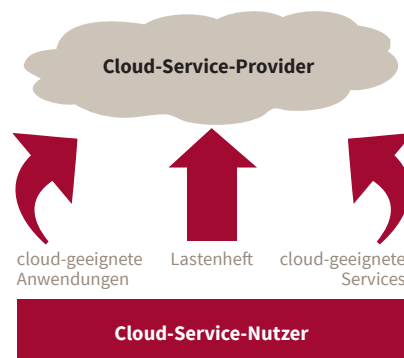 Cloud-Service-Provider
cloud-geeignete
Anwendungen
Lastenheft
cloud-geeignete
Services
Cloud-Service-Nutzer